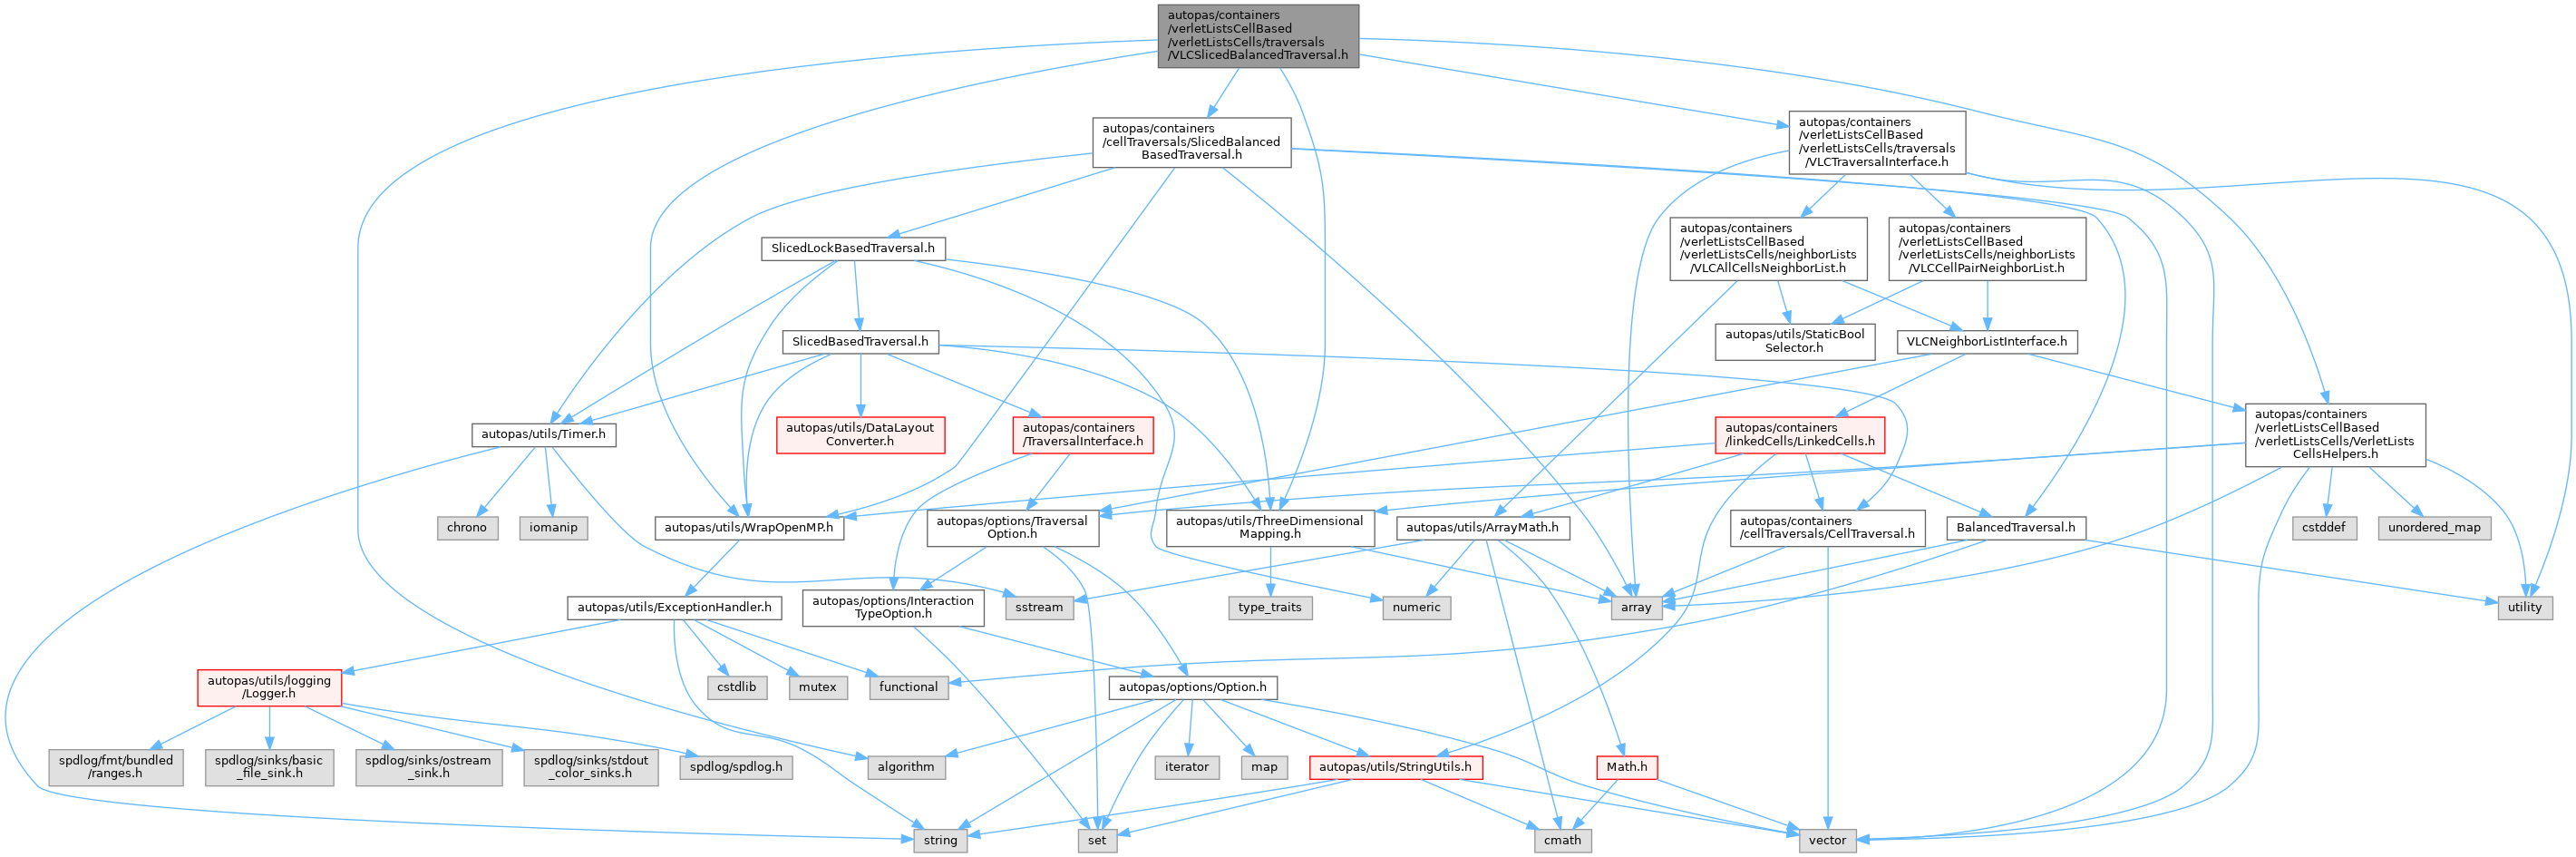 autopas/containers
/verletListsCellBased
/verletListsCells/traversals
/VLCSlicedBalancedTraversal.h
autopas/containers
/cellTraversals/SlicedBalanced
BasedTraversal.h
autopas/containers
/verletListsCellBased
/verletListsCells/traversals
/VLCTraversalInterface.h
SlicedLockBasedTraversal.h
autopas/containers
/verletListsCellBased
/verletListsCells/neighborLists
/VLCAllCellsNeighborList.h
autopas/containers
/verletListsCellBased
/verletListsCells/neighborLists
/VLCCellPairNeighborList.h
SlicedBasedTraversal.h
autopas/utils/StaticBool
Selector.h
VLCNeighborListInterface.h
autopas/utils/Timer.h
autopas/utils/DataLayout
Converter.h
autopas/containers
/TraversalInterface.h
autopas/containers
/linkedCells/LinkedCells.h
autopas/containers
/verletListsCellBased
/verletListsCells/VerletLists
CellsHelpers.h
chrono
iomanip
autopas/utils/WrapOpenMP.h
autopas/options/Traversal
Option.h
autopas/utils/ThreeDimensional
Mapping.h
autopas/utils/ArrayMath.h
autopas/containers
/cellTraversals/CellTraversal.h
BalancedTraversal.h
cstddef
unordered_map
autopas/utils/ExceptionHandler.h
autopas/options/Interaction
TypeOption.h
sstream
type_traits
numeric
array
utility
autopas/utils/logging
/Logger.h
cstdlib
mutex
functional
autopas/options/Option.h
spdlog/fmt/bundled
/ranges.h
spdlog/sinks/basic
_file_sink.h
spdlog/sinks/ostream
_sink.h
spdlog/sinks/stdout
_color_sinks.h
spdlog/spdlog.h
algorithm
iterator
map
autopas/utils/StringUtils.h
Math.h
string
set
cmath
vector